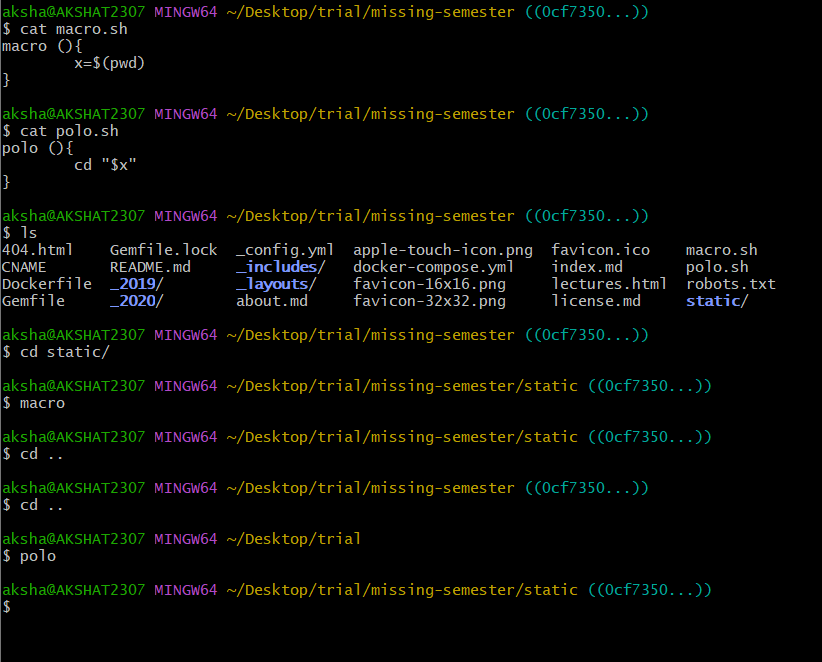 aksha@AKSHAT2307 MINGW64 ~/Desktop/trial/missing-semester ((0cf7350...))
$ cat macro.sh
macro (){
        x=$(pwd)
}

aksha@AKSHAT2307 MINGW64 ~/Desktop/trial/missing-semester ((0cf7350...))
$ cat polo.sh
polo (){
        cd "$x"
}

aksha@AKSHAT2307 MINGW64 ~/Desktop/trial/missing-semester ((0cf7350...))
$ ls
404.html    Gemfile.lock  _config.yml  apple-touch-icon.png  favicon.ico    macro.sh
CNAME       README.md     _includes/   docker-compose.yml    index.md       polo.sh
Dockerfile  _2019/        _layouts/    favicon-16x16.png     lectures.html  robots.txt
Gemfile     _2020/        about.md     favicon-32x32.png     license.md     static/

aksha@AKSHAT2307 MINGW64 ~/Desktop/trial/missing-semester ((0cf7350...))
$ cd static/

aksha@AKSHAT2307 MINGW64 ~/Desktop/trial/missing-semester/static ((0cf7350...))
$ macro

aksha@AKSHAT2307 MINGW64 ~/Desktop/trial/missing-semester/static ((0cf7350...))
$ cd ..

aksha@AKSHAT2307 MINGW64 ~/Desktop/trial/missing-semester ((0cf7350...))
$ cd ..

aksha@AKSHAT2307 MINGW64 ~/Desktop/trial
$ polo

aksha@AKSHAT2307 MINGW64 ~/Desktop/trial/missing-semester/static ((0cf7350...))
$